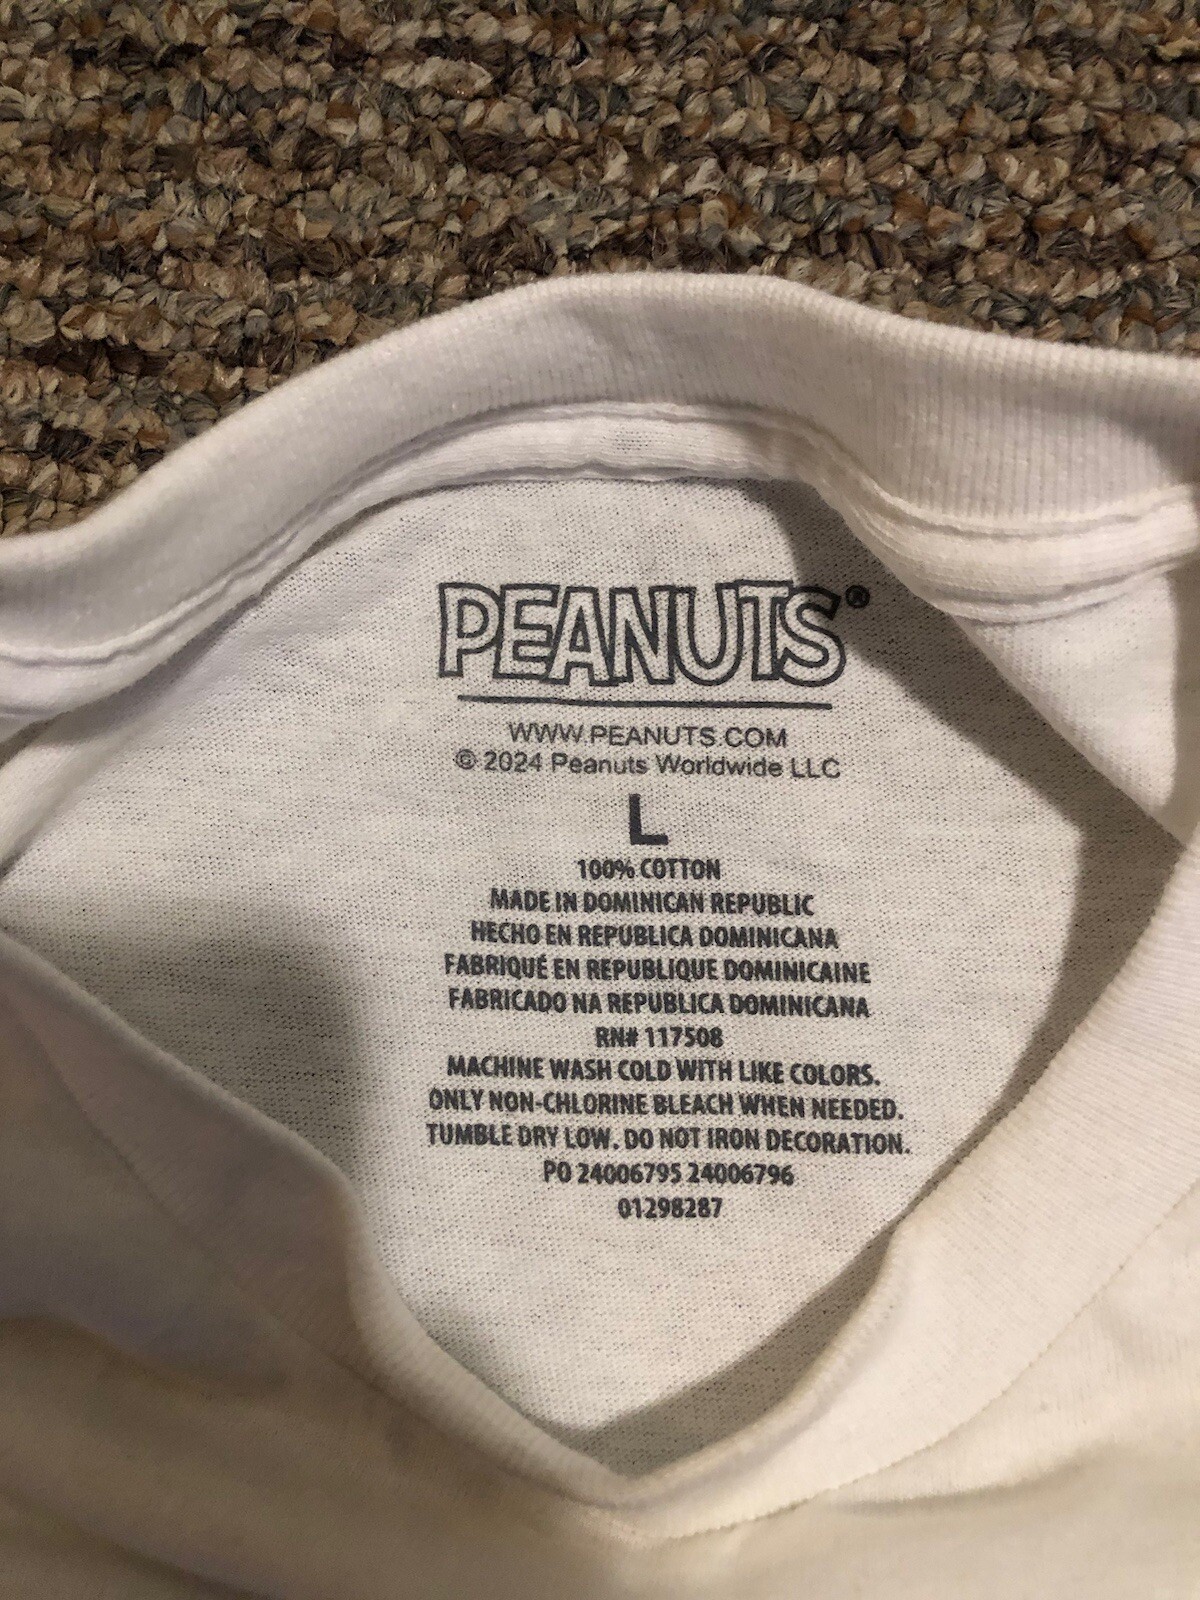 PEANUTS®
WWW.PEANUTS.COM
© 2024 Peanuts Worldwide LLC
L
100% COTTON
MADE IN DOMINICAN REPUBLIC
HECHO EN REPUBLICA DOMINICANA
FABRIQUÉ EN REPUBLIQUE DOMINICAINE
FABRICADO NA REPUBLICA DOMINICANA
RN# 117508
MACHINE WASH COLD WITH LIKE COLORS.
ONLY NON-CHLORINE BLEACH WHEN NEEDED.
TUMBLE DRY LOW. DO NOT IRON DECORATION.
PO 24006795 24006796
01298287